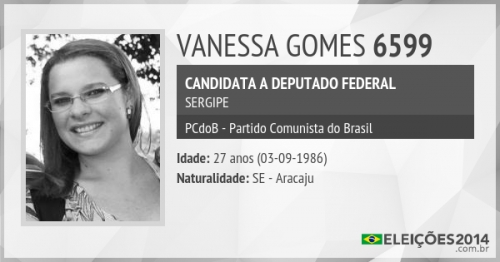 VANESSA GOMES 6599
CANDIDATA A DEPUTADO FEDERAL
SERGIPE
PCdoB - Partido Comunista do Brasil
Idade: 27 anos (03-09-1986)
Naturalidade: SE - Aracaju
ELEIÇÕES2014
.com.br